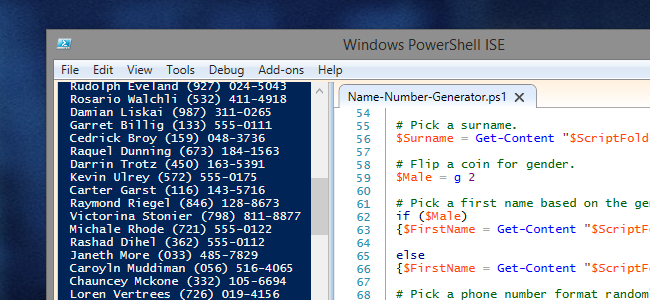 Windows PowerShell ISE
File Edit View Tools Debug Add-ons Help
Rudolph Eveland (927) 024-5043
Rosario Walchli (532) 411-4918
Damian Liskai (987) 311-0265
Garret Billig (133) 555-0111
Cedrick Broy (159) 048-3736
Raquel Dunning (673) 184-1563
Darrin Trotz (450) 163-5391
Kevin Ulrey (572) 555-0175
Carter Garst (116) 143-5716
Raymond Riegel (846) 128-8673
Victorina Stonier (798) 811-8877
Michale Rhode (721) 555-0122
Rashad Dihel (362) 555-0112
Janeth More (033) 485-7829
Caroyln Muddiman (056) 516-4065
Chauncey Mckone (332) 105-6694
Loren Vertrees (726) 019-4156
Name-Number-Generator.ps1 X
54
55 # Pick a surname.
56 $Surname = Get-Content "$ScriptFold
57
58 # Flip a coin for gender.
59 $Male = g 2
60
61 # Pick a first name based on the gen
62 if ($Male)
63 {$FirstName = Get-Content "$ScriptFo
64
65 else
66 {$FirstName = Get-Content "$ScriptFo
67
68 # Pick a phone number format random